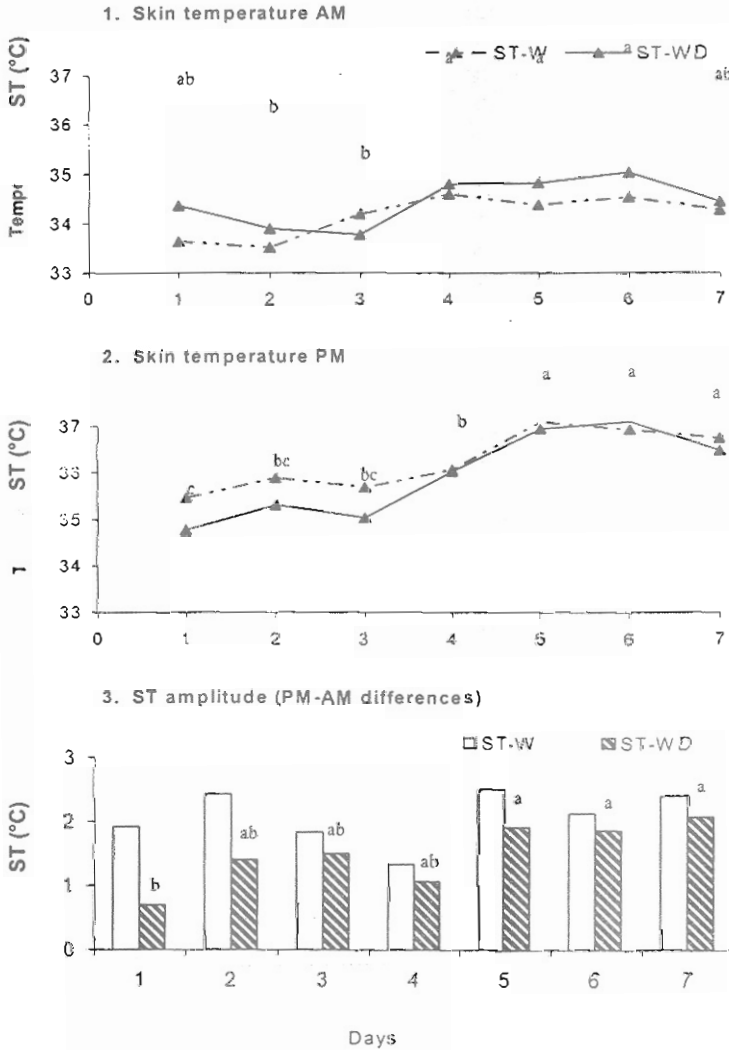 1. Skin temperature AM
ST-W ST-WD
ST (°C)
37
36
35
34
33
ab b b a a a ab
0 1 2 3 4 5 6 7
2. Skin temperature PM
ST (°C)
37
35
34
33
bc bc b a a a
0 1 2 3 4 5 6 7
3. ST amplitude (PM-AM differences)
ST-W ST-WD
ST (°C)
3
2
1
0
b ab ab ab a a a
1 2 3 4 5 6 7
Days